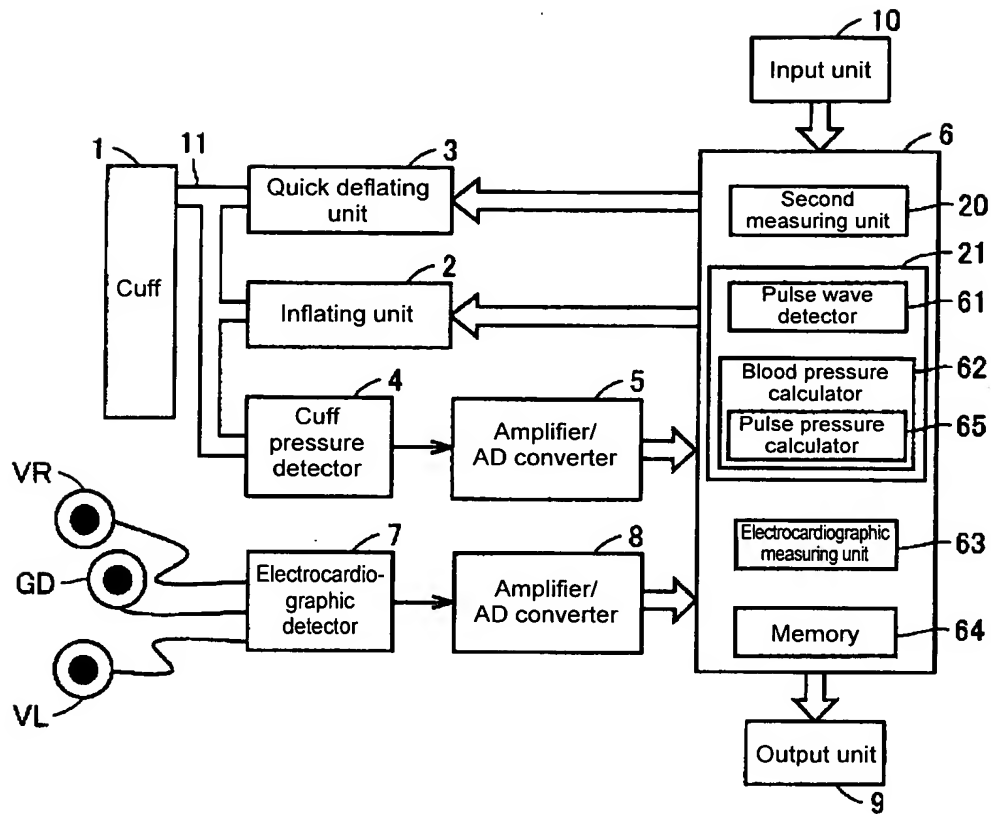 10
Input unit
6
1
11
3
Quick deflating
unit
Second
measuring unit
20
21
Cuff
2
Inflating unit
Pulse wave
detector
61
Blood pressure
calculator
62
Pulse pressure
calculator
65
4
Cuff
pressure
detector
5
Amplifier/
AD converter
VR
GD
VL
7
Electrocardio-
graphic
detector
8
Amplifier/
AD converter
Electrocardiographic
measuring unit
63
Memory
64
Output unit
9